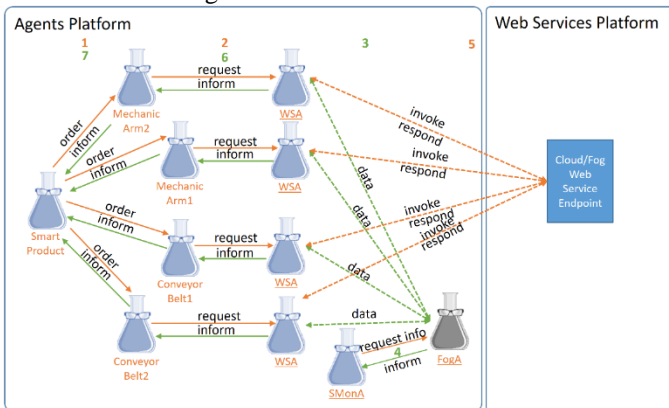 Agents Platform
Web Services Platform
1
2
3
5
7
6
request
inform
Mechanic
Arm2
WSA
order
inform
invoke
respond
order
inform
request
inform
Mechanic
Arm1
WSA
invoke
respond
data
Cloud/Fog
Web
Service
Endpoint
Smart
Product
order
inform
request
inform
Conveyor
Belt1
WSA
data
invoke
respond
invoke
respond
order
inform
data
request
inform
Conveyor
Belt2
WSA
data
request info
4
inform
SMonA
FogA